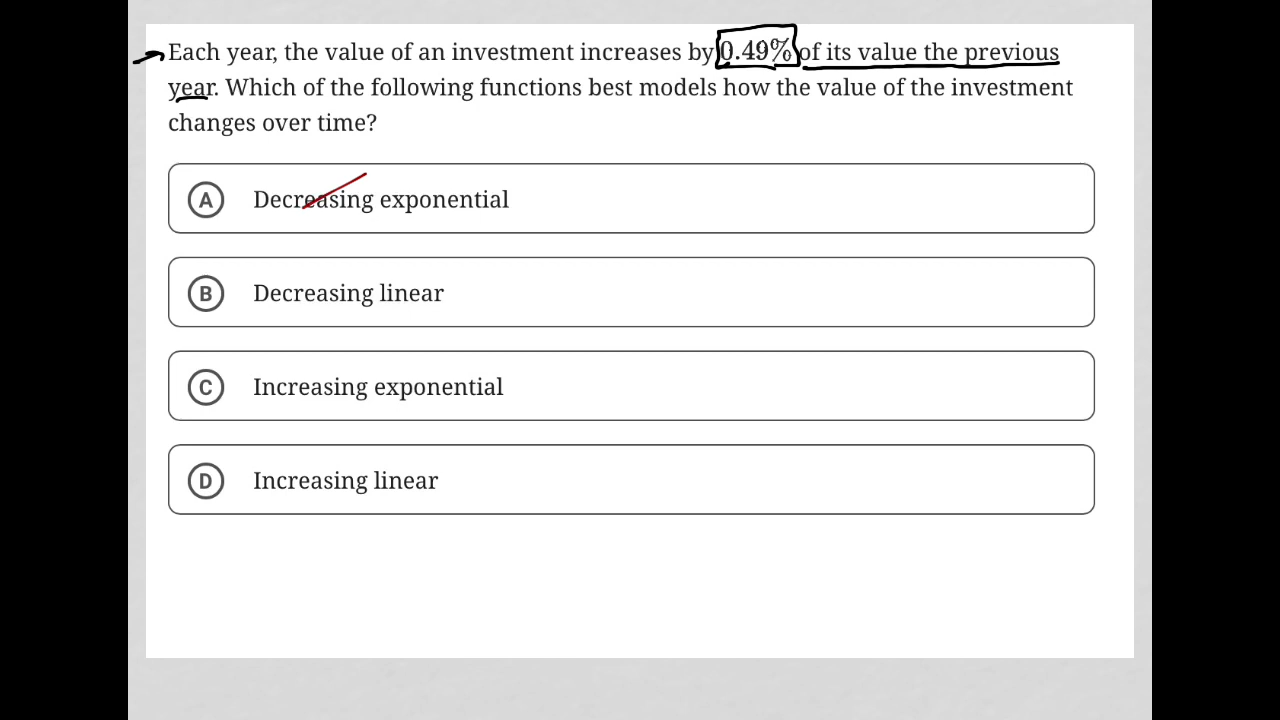 Each year, the value of an investment increases by 0.49% of its value the previous
year. Which of the following functions best models how the value of the investment
changes over time?
A Decreasing exponential
B Decreasing linear
C Increasing exponential
D Increasing linear